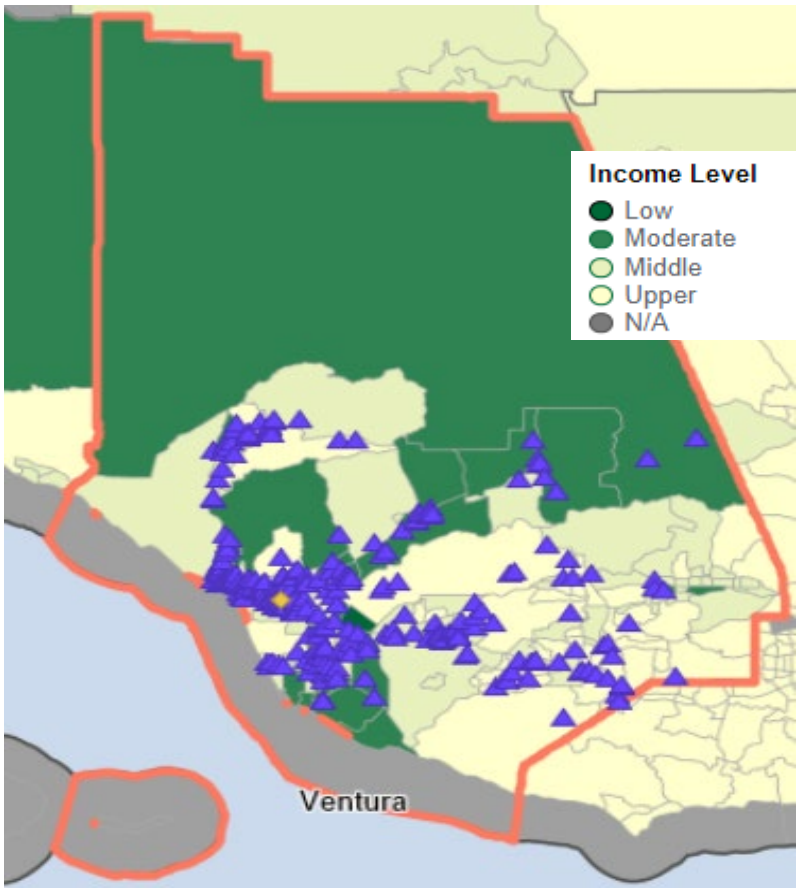 Income Level
Low
Moderate
Middle
Upper
N/A
Ventura